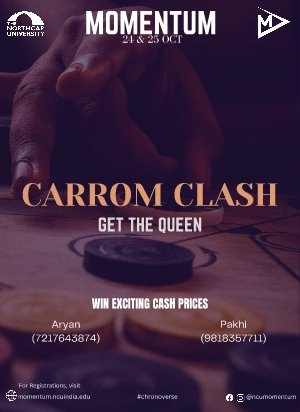 THE
NORTHCAP
UNIVERSITY
MOMENTUM
24 & 25 OCT
M
CARROM CLASH
GET THE QUEEN
WIN EXCITING CASH PRICES
Aryan
(7217643874)
Pakhi
(9818357711)
For Registrations, visit
momentum.ncuindia.edu
#chronoverse
@ncumomentum